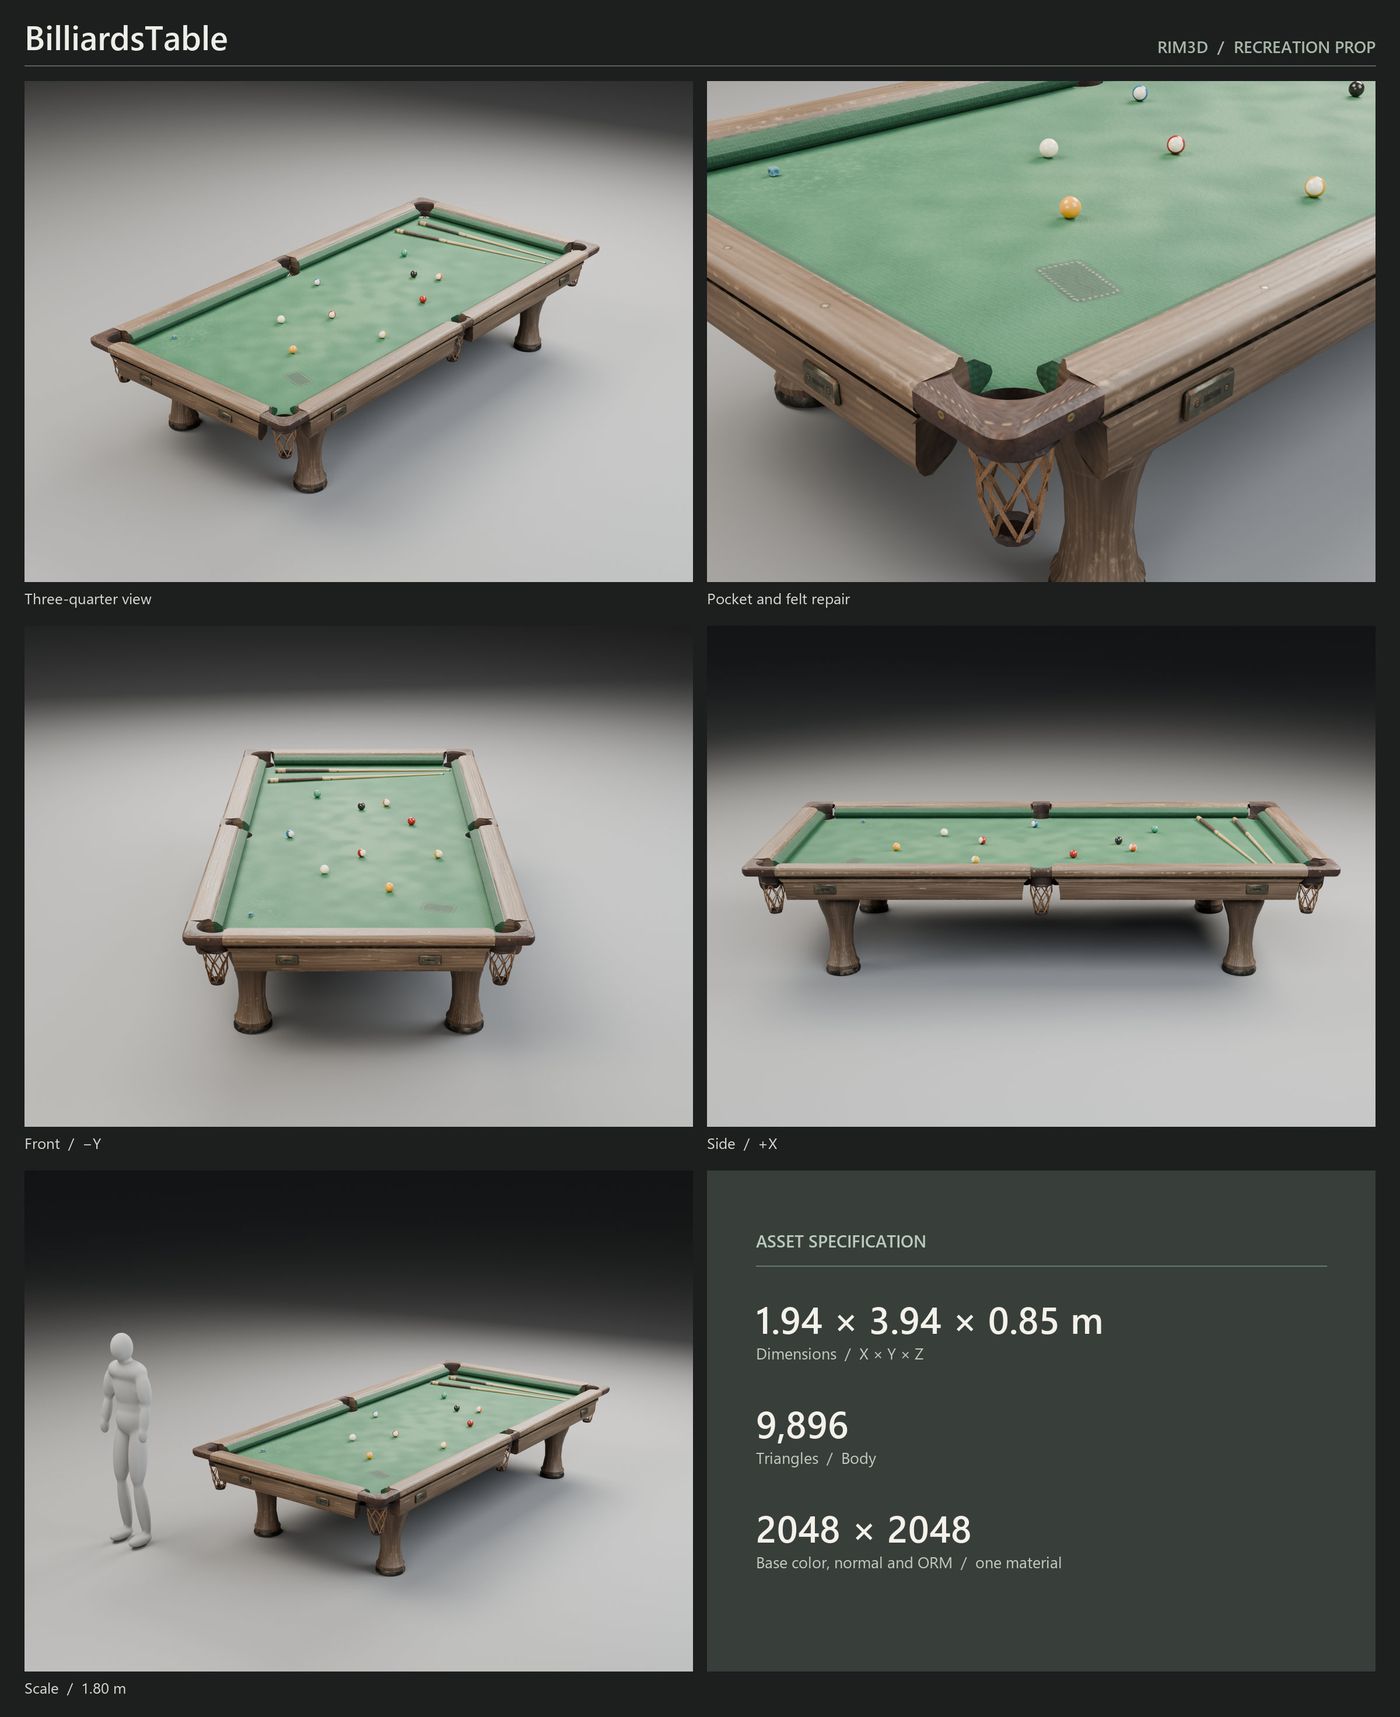 BilliardsTable
RIM3D / RECREATION PROP
Three-quarter view
Pocket and felt repair
Front / −Y
Side / +X
ASSET SPECIFICATION
1.94 × 3.94 × 0.85 m
Dimensions / X × Y × Z
9,896
Triangles / Body
2048 × 2048
Base color, normal and ORM / one material
Scale / 1.80 m